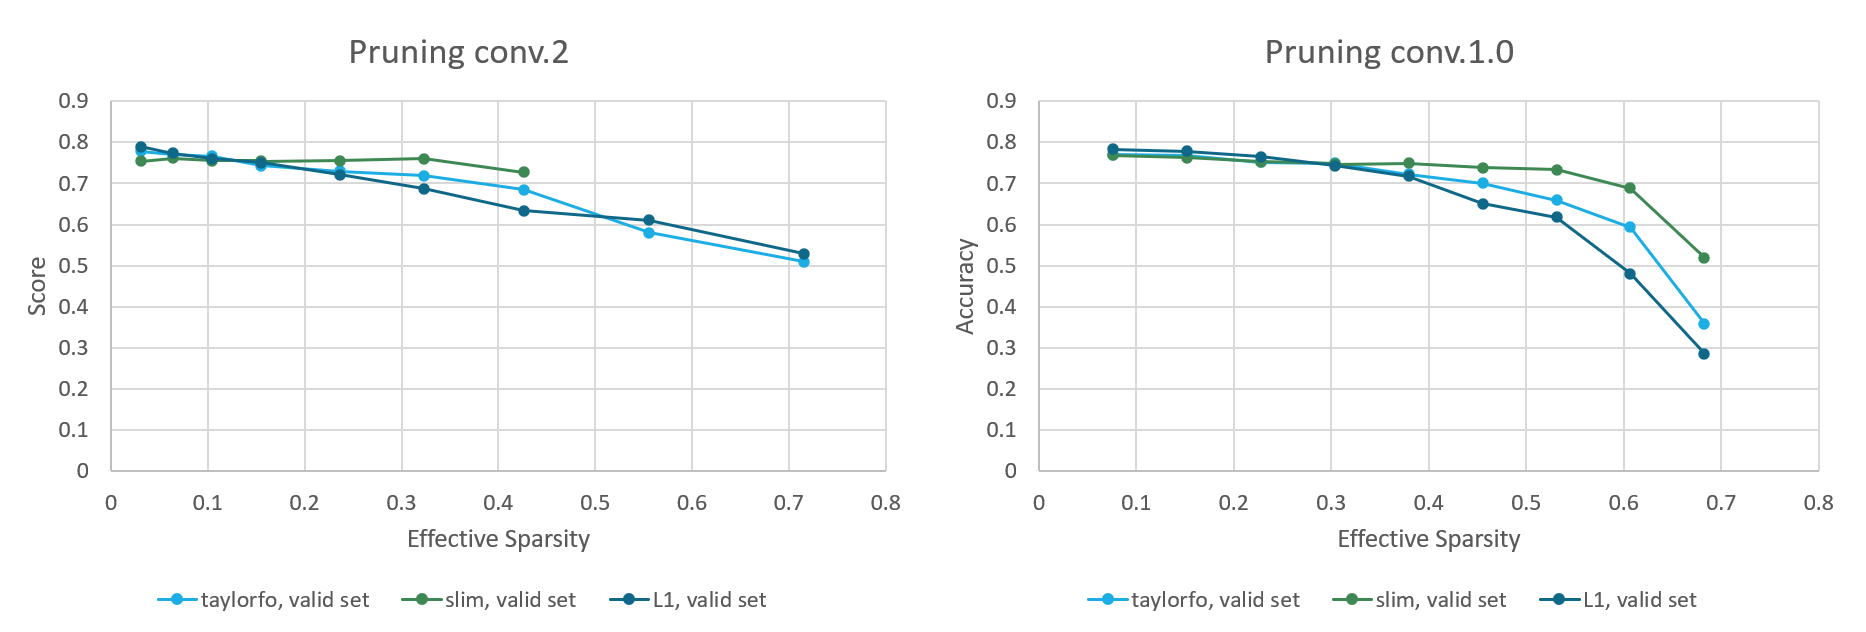 Pruning conv.2
0.9
0.8
0.7
0.6
0.5
0.4
0.3
0.2
0.1
0
Score
0 0.1 0.2 0.3 0.4 0.5 0.6 0.7 0.8
Effective Sparsity
taylorfo, valid set slim, valid set L1, valid set
Pruning conv.1.0
0.9
0.8
0.7
0.6
0.5
0.4
0.3
0.2
0.1
0
Accuracy
0 0.1 0.2 0.3 0.4 0.5 0.6 0.7 0.8
Effective Sparsity
taylorfo, valid set slim, valid set L1, valid set